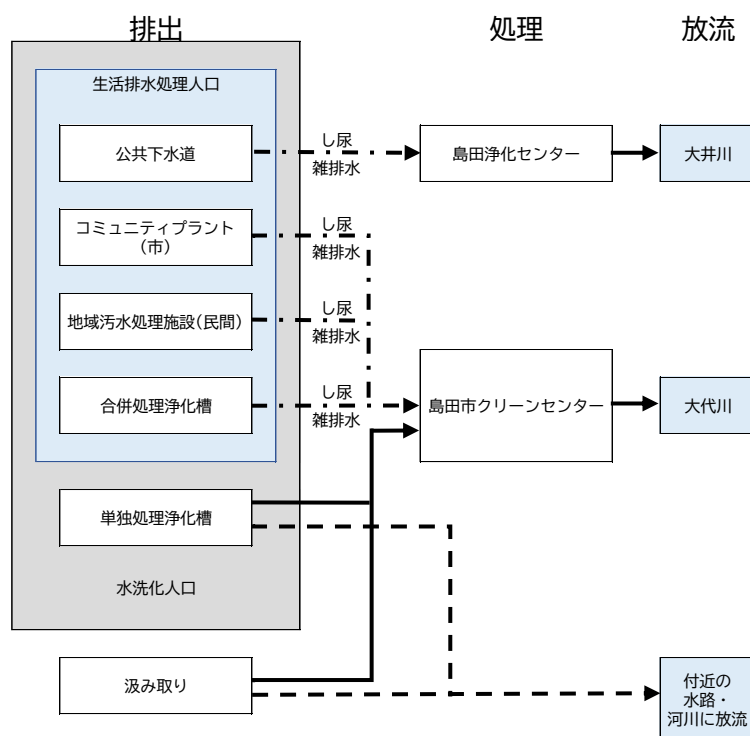 排出
処理
放流
生活排水処理人口
公共下水道
し尿
雑排水
島田浄化センター
大井川
コミュニティプラント
(市)
し尿
雑排水
地域汚水処理施設(民間)
し尿
雑排水
合併処理浄化槽
し尿
雑排水
島田市クリーンセンター
大代川
単独処理浄化槽
水洗化人口
汲み取り
付近の
水路・
河川に放流